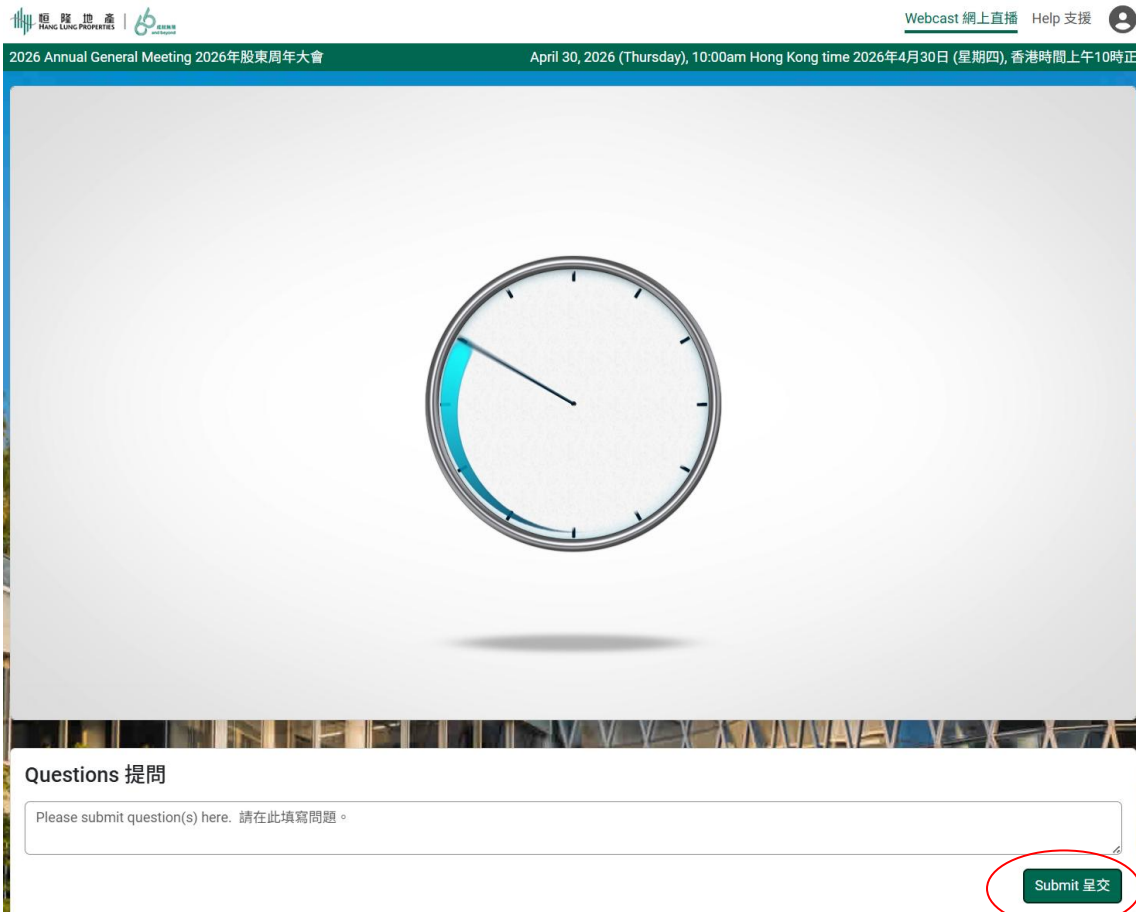 恒隆地產
HANG LUNG PROPERTIES
Webcast 網上直播 Help 支援
2026 Annual General Meeting 2026年股東周年大會 April 30, 2026 (Thursday), 10:00am Hong Kong time 2026年4月30日 (星期四), 香港時間上午10時正
Questions 提問
Please submit question(s) here. 請在此填寫問題。
Submit 呈交